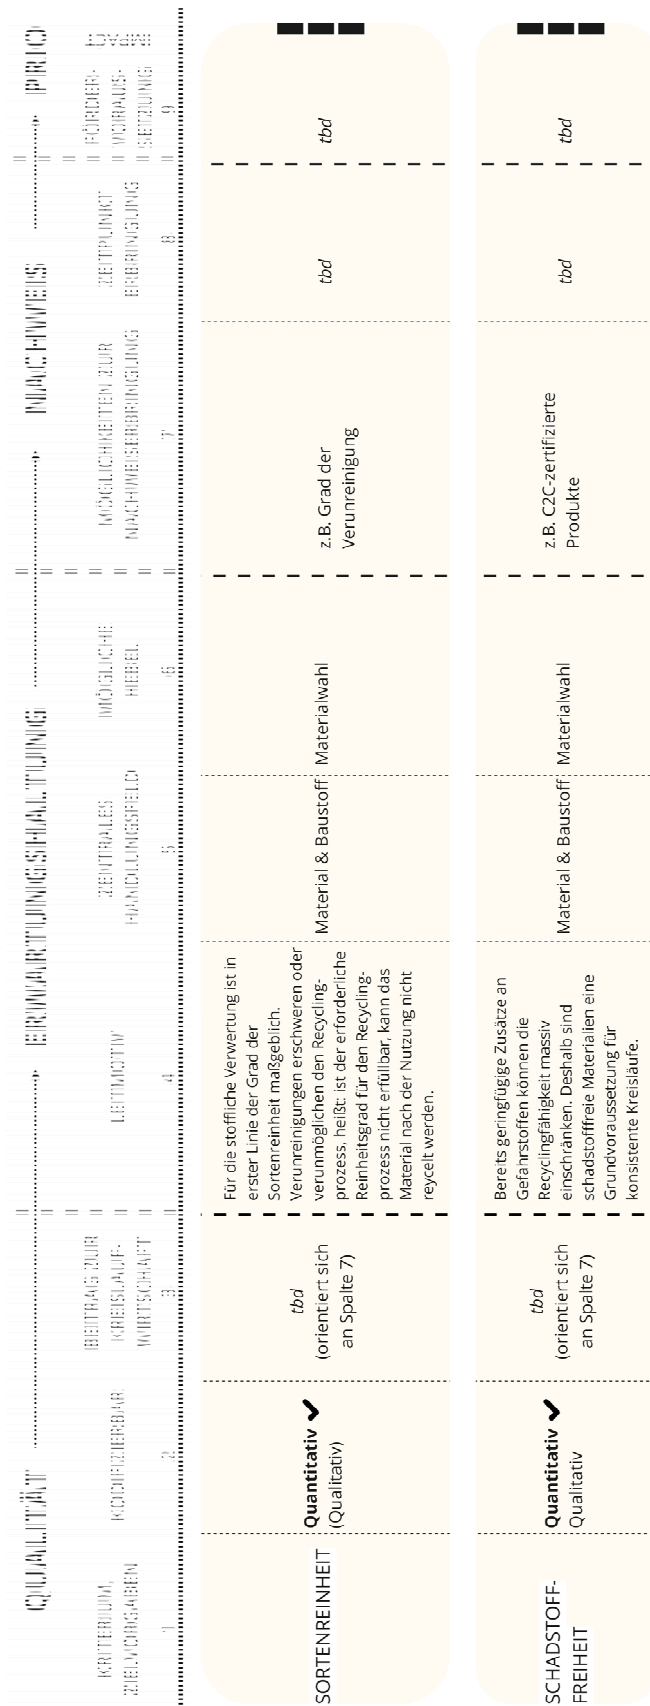 QUALITÄT
ERWARTUNGSHALTUNG
NACHWEIS
PRIO
KRITERIUM,
ZIELVORGABEN
KODIFIZIERBAR
BEITRAG ZUR
KREISLAUF-
WIRTSCHAFT
LEITMOTIV
ZENTRALES
HANDLUNGSFELD
MÖGLICHE
HEBEL
MÖGLICHKEITEN ZUR
NACHWEISERBRINGUNG
ZEITPUNKT
ERBRINGUNG
FÖRDER-
VORAUS-
SETZUNG
IMPACT
1
2
3
4
5
6
7
8
9
SORTENREINHEIT
Quantitativ
(Qualitativ)
tbd
(orientiert sich
an Spalte 7)
Für die stoffliche Verwertung ist in
erster Linie der Grad der
Sortenreinheit maßgeblich.
Verunreinigungen erschweren oder
verunmöglichen den Recycling-
prozess, heißt: ist der erforderliche
Reinheitsgrad für den Recycling-
prozess nicht erfüllbar, kann das
Material nach der Nutzung nicht
reycelt werden.
Material & Baustoff
Materialwahl
z.B. Grad der
Verunreinigung
tbd
tbd
SCHADSTOFF-
FREIHEIT
Quantitativ
Qualitativ
tbd
(orientiert sich
an Spalte 7)
Bereits geringfügige Zusätze an
Gefahrstoffen können die
Recyclingfähigkeit massiv
einschränken. Deshalb sind
schadstofffreie Materialien eine
Grundvoraussetzung für
konsistente Kreisläufe.
Material & Baustoff
Materialwahl
z.B. C2C-zertifizierte
Produkte
tbd
tbd